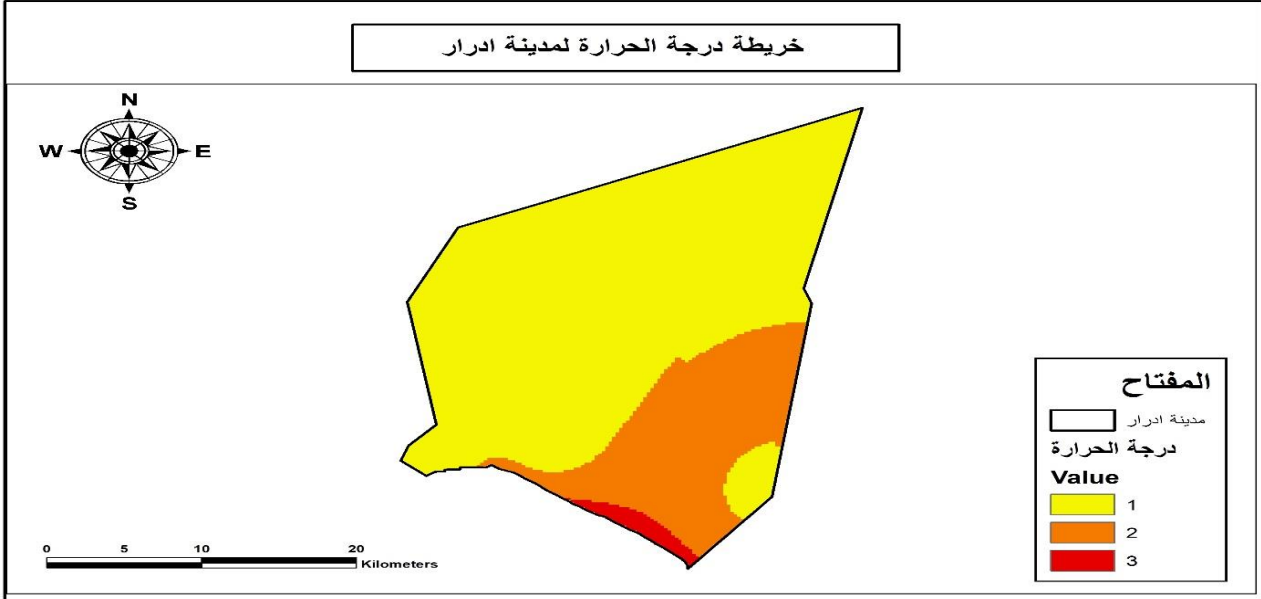 خريطة درجة الحرارة لمدينة ادرار
N
W E
S
المفتاح
مدينة ادرار
درجة الحرارة
Value
1
2
3
0 5 10 20
Kilometers